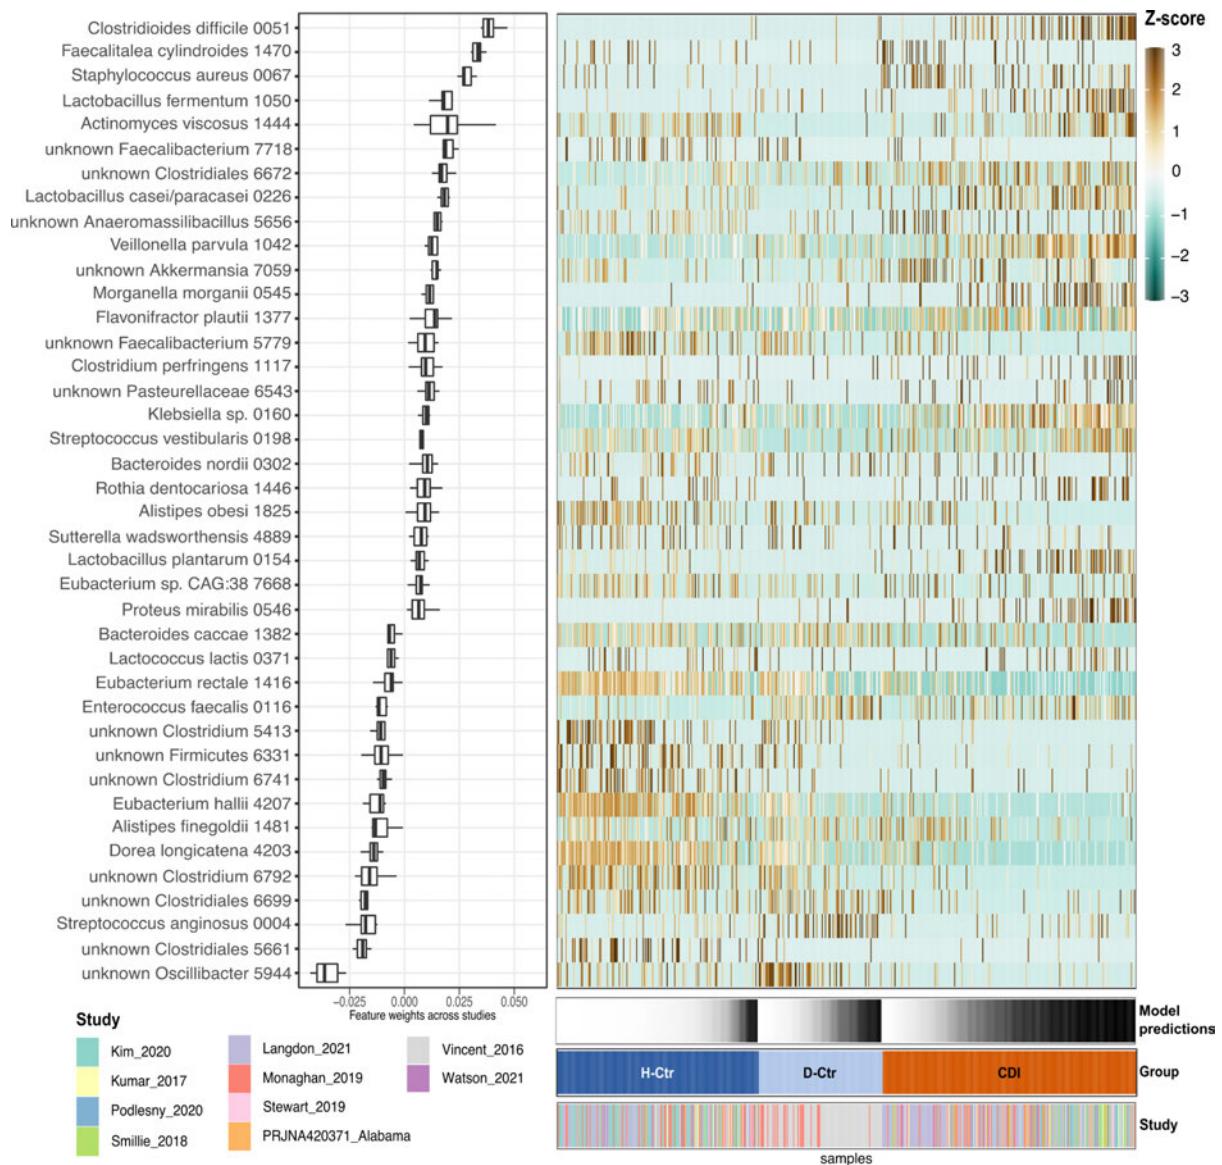 Clostridioides difficile 0051
Faecalitalea cylindroides 1470
Staphylococcus aureus 0067
Lactobacillus fermentum 1050
Actinomyces viscosus 1444
unknown Faecalibacterium 7718
unknown Clostridiales 6672
Lactobacillus casei/paracasei 0226
unknown Anaeromassilibacillus 5656
Veillonella parvula 1042
unknown Akkermansia 7059
Morganella morganii 0545
Flavonifractor plautii 1377
unknown Faecalibacterium 5779
Clostridium perfringens 1117
unknown Pasteurellaceae 6543
Klebsiella sp. 0160
Streptococcus vestibularis 0198
Bacteroides nordii 0302
Rothia dentocariosa 1446
Alistipes obesi 1825
Sutterella wadsworthensis 4889
Lactobacillus plantarum 0154
Eubacterium sp. CAG:38 7668
Proteus mirabilis 0546
Bacteroides caccae 1382
Lactococcus lactis 0371
Eubacterium rectale 1416
Enterococcus faecalis 0116
unknown Clostridium 5413
unknown Firmicutes 6331
unknown Clostridium 6741
Eubacterium hallii 4207
Alistipes finegoldii 1481
Dorea longicatena 4203
unknown Clostridium 6792
unknown Clostridiales 6699
Streptococcus anginosus 0004
unknown Clostridiales 5661
unknown Oscillibacter 5944
−0.025 0.000 0.025 0.050
Feature weights across studies
Z-score
3
2
1
0
−1
−2
−3
Model predictions
H-Ctr D-Ctr CDI Group
Study
samples
Study
Kim_2020
Kumar_2017
Podlesny_2020
Smillie_2018
Langdon_2021
Monaghan_2019
Stewart_2019
PRJNA420371_Alabama
Vincent_2016
Watson_2021